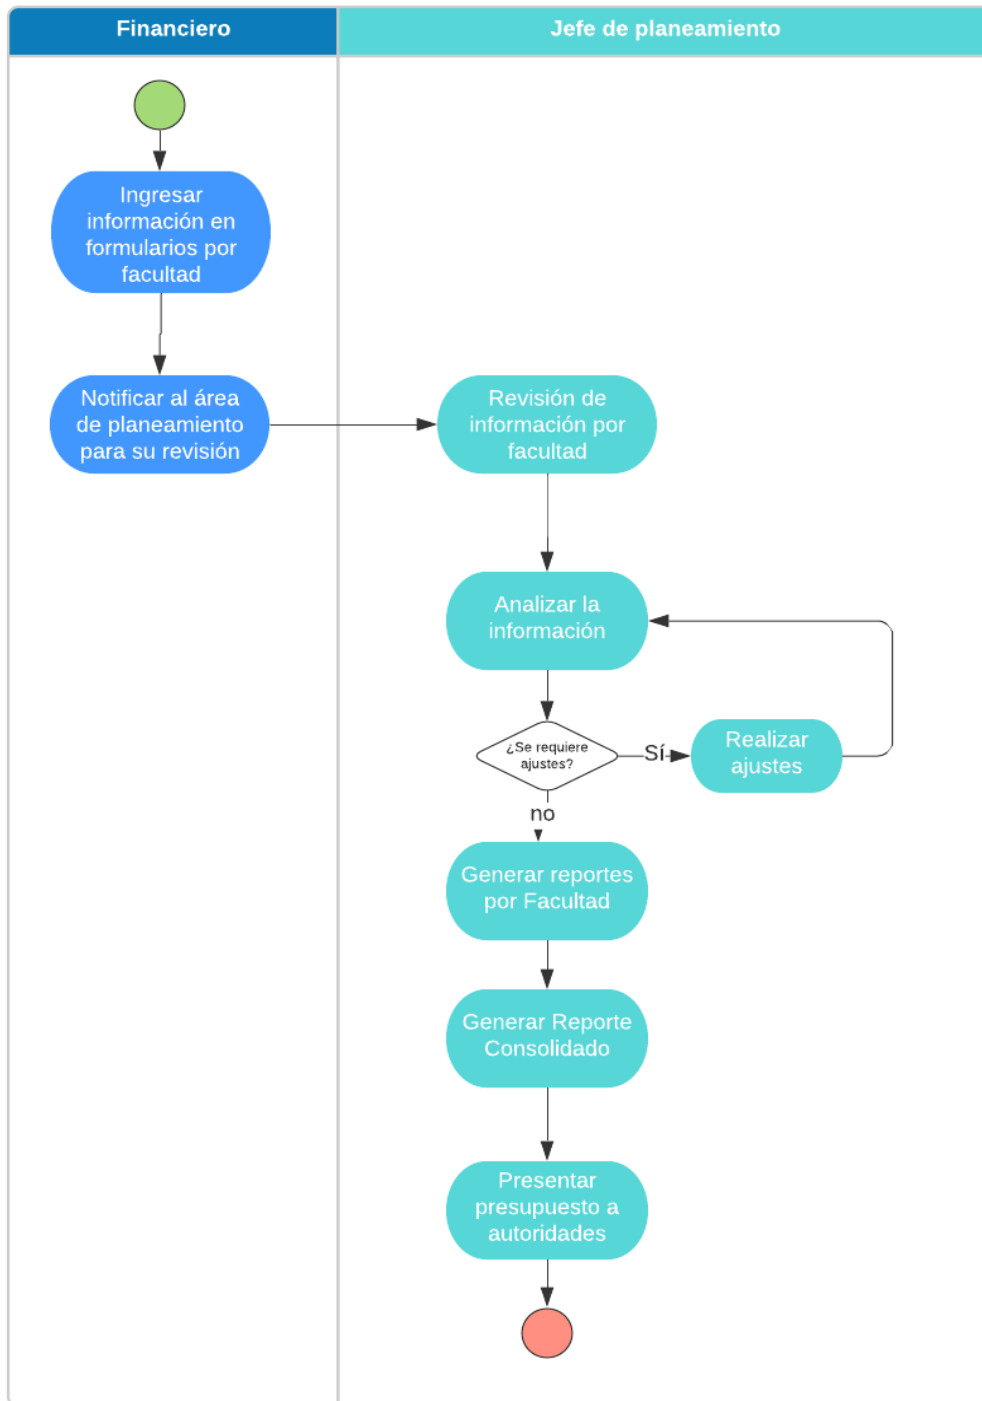 Financiero
Jefe de planeamiento
Ingresar
información en
formularios por
facultad
Notificar al área
de planeamiento
para su revisión
Revisión de
información por
facultad
Analizar la
información
¿Se requiere
ajustes?
Sí
Realizar
ajustes
no
Generar reportes
por Facultad
Generar Reporte
Consolidado
Presentar
presupuesto a
autoridades